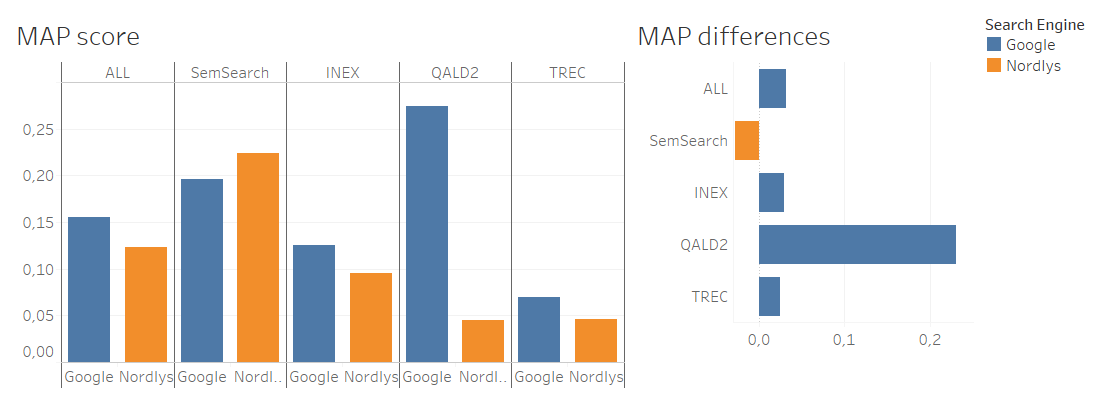 MAP score
ALL SemSearch INEX QALD2 TREC
0,25
0,20
0,15
0,10
0,05
0,00
Google Nordlys Google Nordl.. Google Nordlys Google Nordl.. Google Nordlys
MAP differences
ALL
SemSearch
INEX
QALD2
TREC
0,0 0,1 0,2
Search Engine
Google
Nordlys